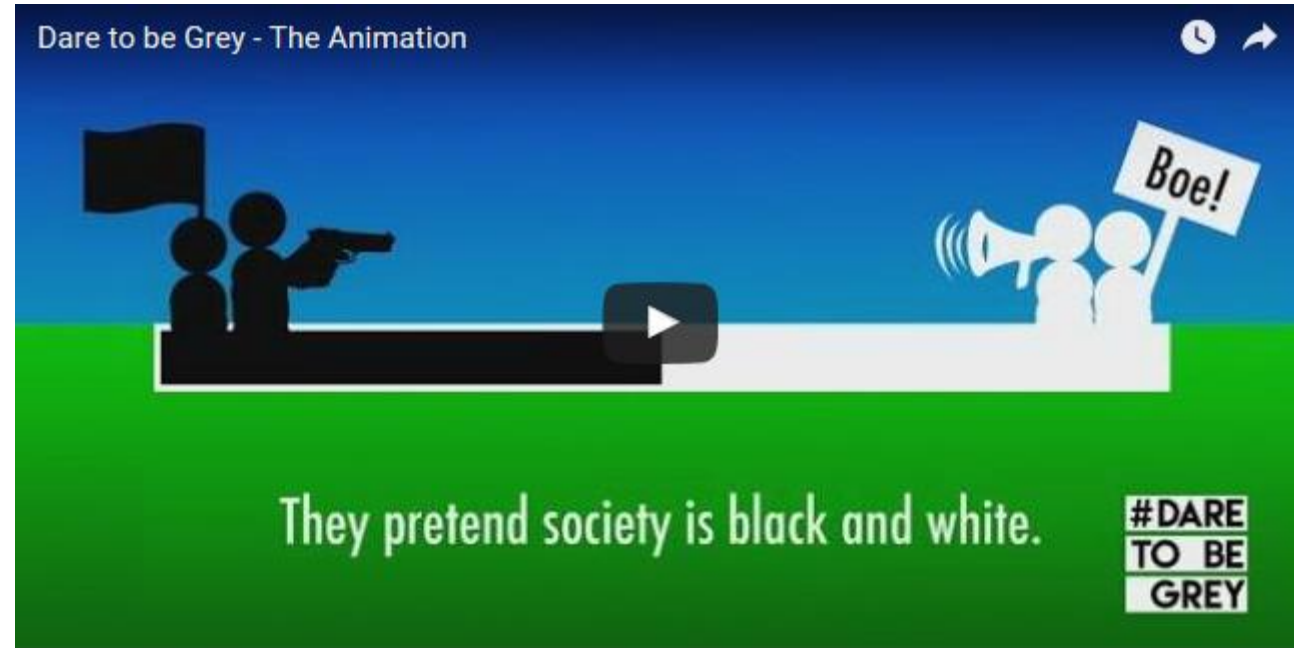 Dare to be Grey - The Animation
Boe!
They pretend society is black and white.
#DARE
TO BE
GREY